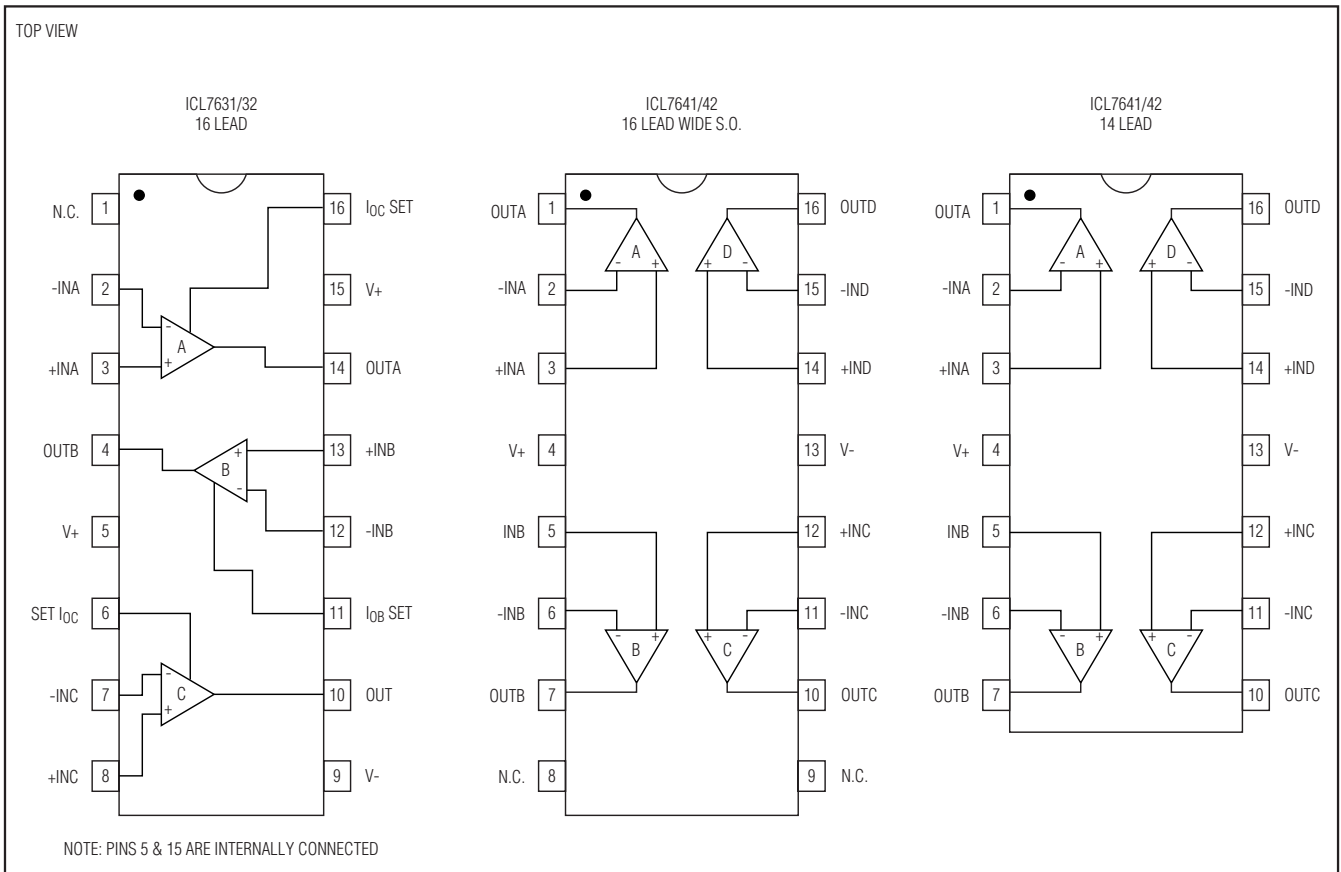 TOP VIEW
ICL7631/32
16 LEAD
N.C. 1
-INA 2
+INA 3
OUTB 4
V+ 5
SET IOC 6
-INC 7
+INC 8
16 IOC SET
15 V+
14 OUTA
13 +INB
12 -INB
11 IOB SET
10 OUT
9 V-
- A +
+ B -
- C +
NOTE: PINS 5 & 15 ARE INTERNALLY CONNECTED
ICL7641/42
16 LEAD WIDE S.O.
OUTA 1
-INA 2
+INA 3
V+ 4
INB 5
-INB 6
OUTB 7
N.C. 8
16 OUTD
15 -IND
14 +IND
13 V-
12 +INC
11 -INC
10 OUTC
9 N.C.
A D
- + + -
- + + -
B C
ICL7641/42
14 LEAD
OUTA 1
-INA 2
+INA 3
V+ 4
INB 5
-INB 6
OUTB 7
16 OUTD
15 -IND
14 +IND
13 V-
12 +INC
11 -INC
10 OUTC
A D
- + + -
- + + -
B C